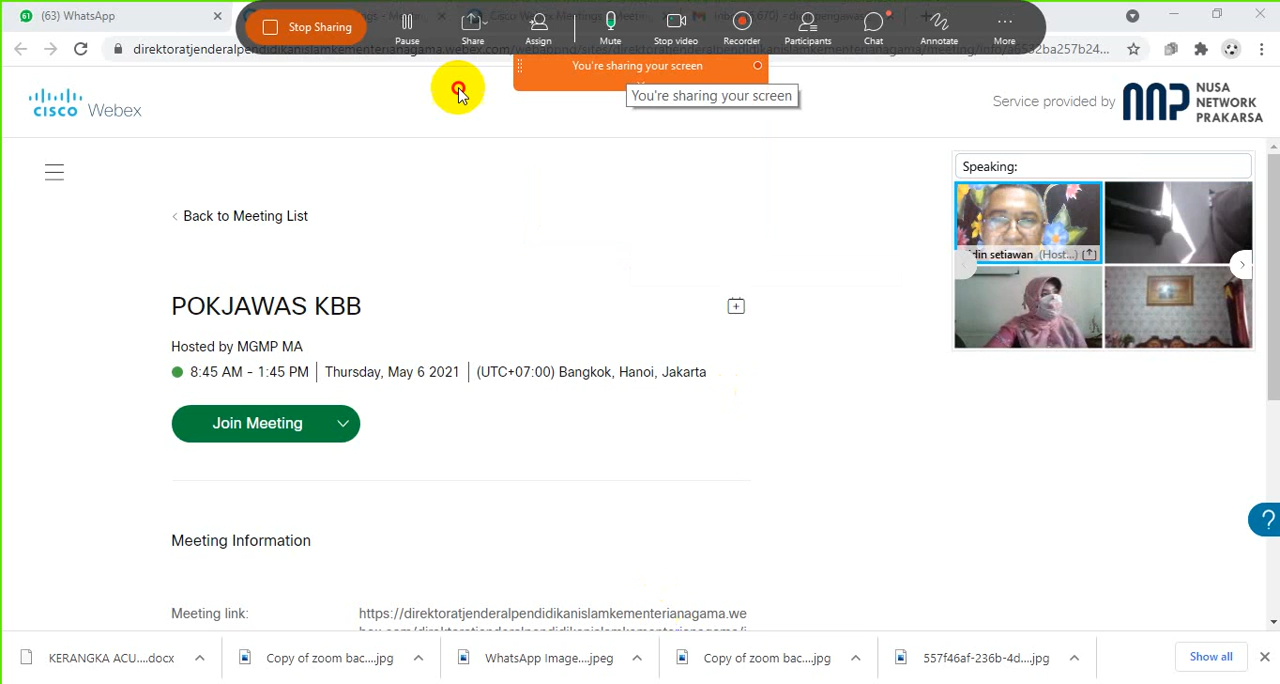 (63) WhatsApp
Stop Sharing
Pause
Share
Assign
Mute
Stop video
Recorder
Participants
Chat
Annotate
More
You're sharing your screen
You're sharing your screen
CISCO Webex
Service provided by
NNP
NUSA
NETWORK
PRAKARSA
Speaking:
(Host...)
setiawan
Back to Meeting List
POKJAWAS KBB
Hosted by MGMP MA
8:45 AM - 1:45 PM | Thursday, May 6 2021 | (UTC+07:00) Bangkok, Hanoi, Jakarta
Join Meeting
?
Meeting Information
Meeting link:
https://direktoratjenderalpendidikanislamkementerianagama.we
KERANGKA ACU....docx
Copy of zoom bac....jpg
WhatsApp Image....jpeg
Copy of zoom bac....jpg
557f46af-236b-4d....jpg
Show all